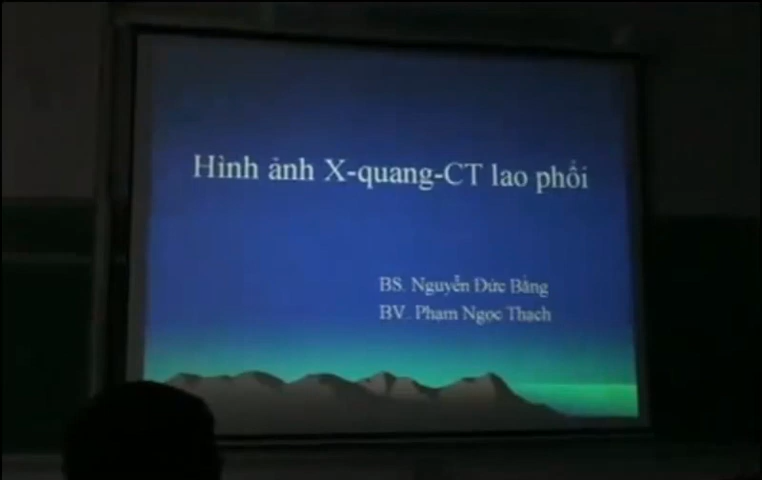 Hình ảnh X-quang-CT lao phổi
BS. Nguyễn Đức Bằng
BV. Phạm Ngọc Thạch